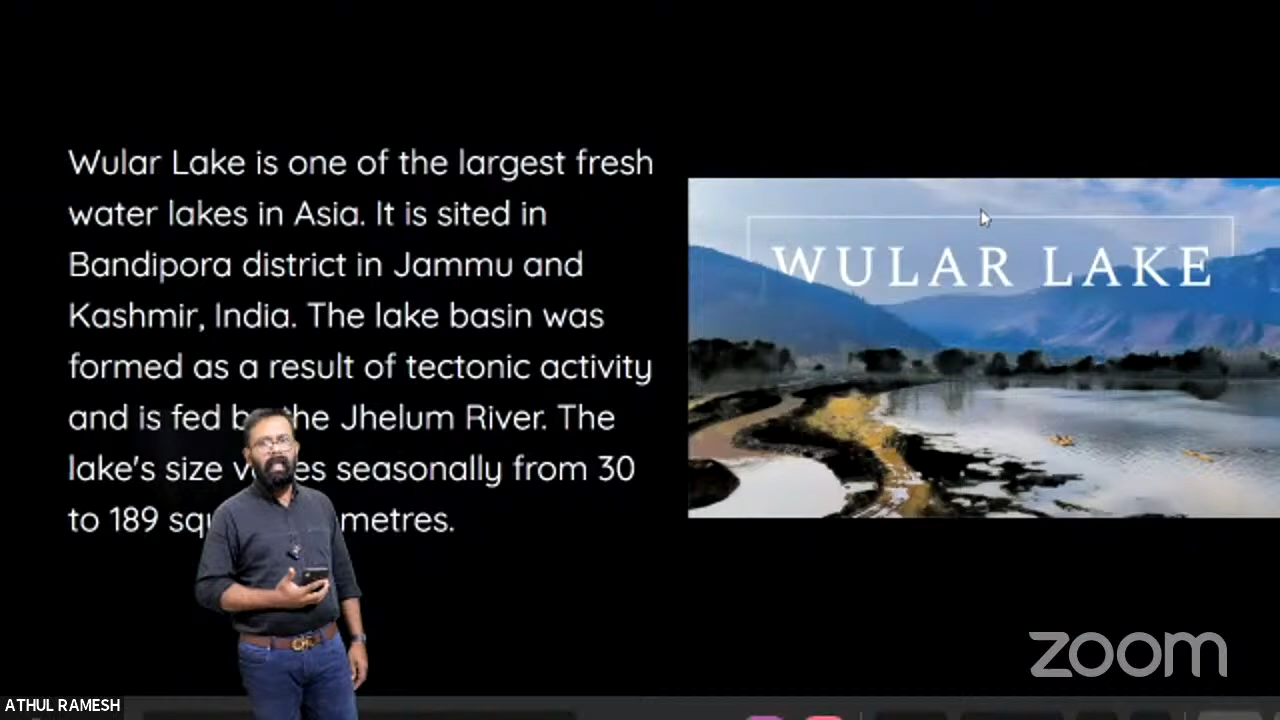 Wular Lake is one of the largest fresh
water lakes in Asia. It is sited in
Bandipora district in Jammu and
Kashmir, India. The lake basin was
formed as a result of tectonic activity
and is fed the Jhelum River. The
lake's size seasonally from 30
to 189 metres.
WULAR LAKE
zoom
ATHUL RAMESH